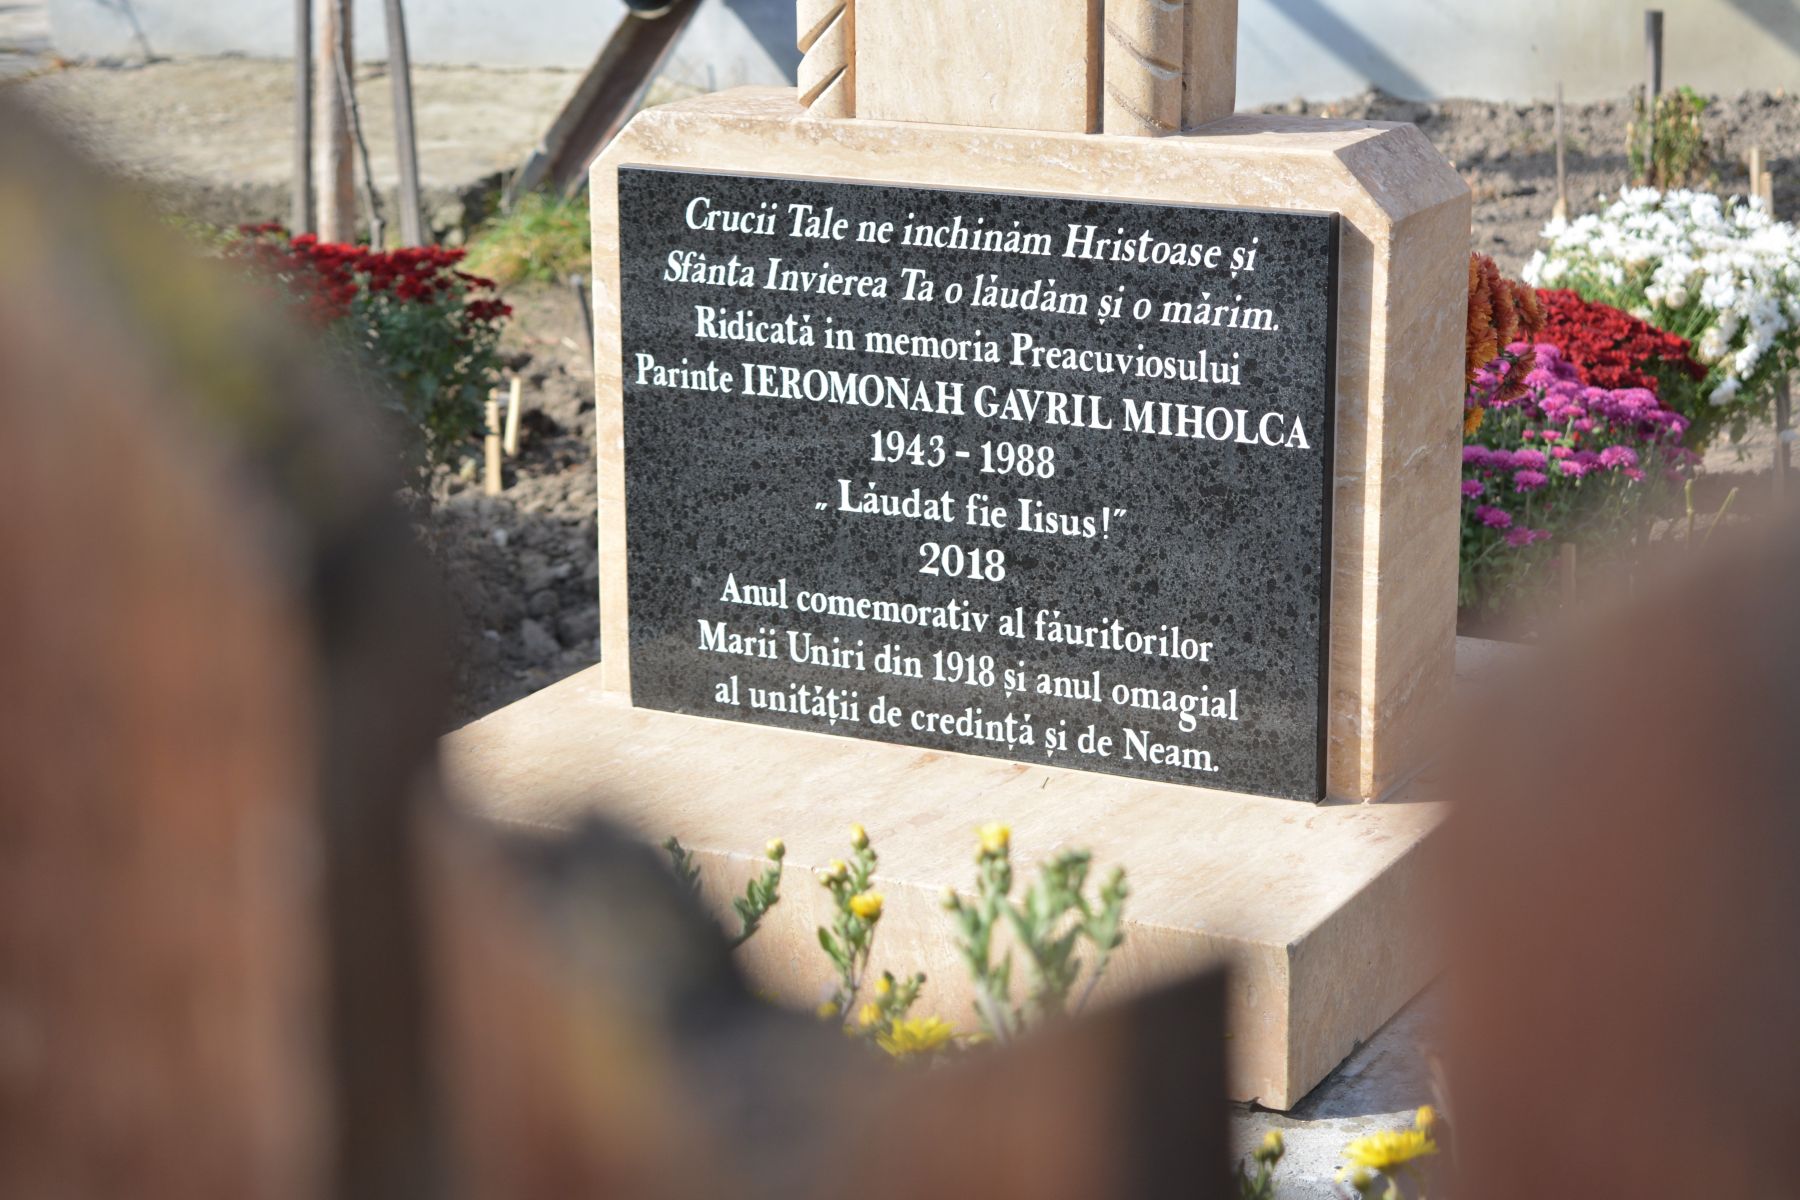 Crucii Tale ne inchinăm Hristoase și
Sfânta Invierea Ta o lăudăm și o mărim.
Ridicată in memoria Preacuviosului
Parinte IEROMONAH GAVRIL MIHOLCA
1943 - 1988
„Lăudat fie Iisus!”
2018
Anul comemorativ al făuritorilor
Marii Uniri din 1918 și anul omagial
al unității de credință și de Neam.